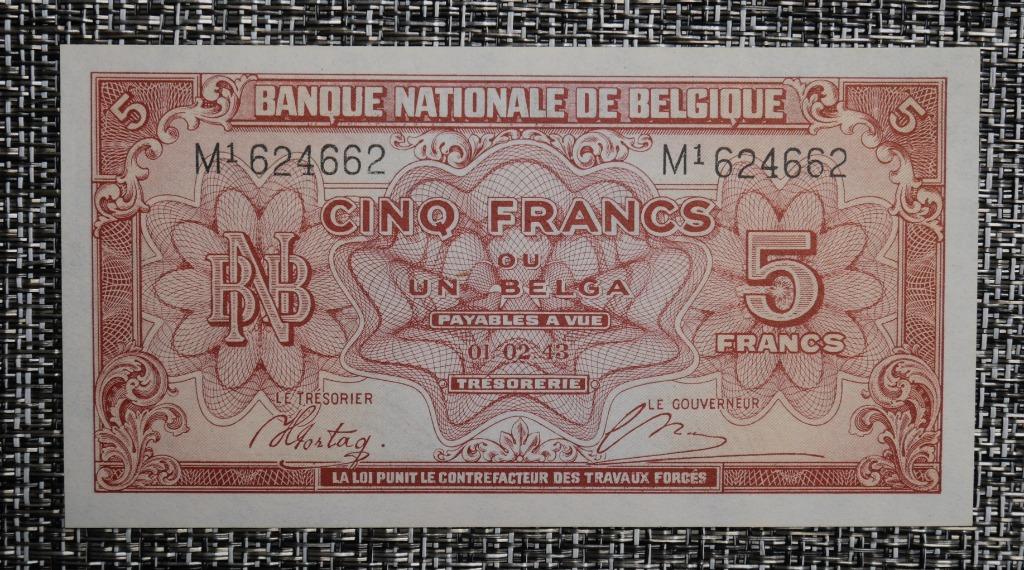 5 BANQUE NATIONALE DE BELGIQUE 5
M¹ 624662 M¹ 624662
CINQ FRANCS
OU
UN BELGA
BNB 5
PAYABLES A VUE
FRANCS
01-02-43
TRÉSORERIE
LE TRÉSORIER LE GOUVERNEUR
LA LOI PUNIT LE CONTREFACTEUR DES TRAVAUX FORCÉS